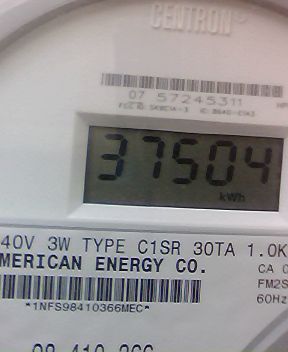 CENTRON
07 57245311
37504
kWh
40V 3W TYPE C1SR 30TA 1.0K
MERICAN ENERGY CO.
CA 0
FM2S
60Hz
*1NFS98410366MEC*